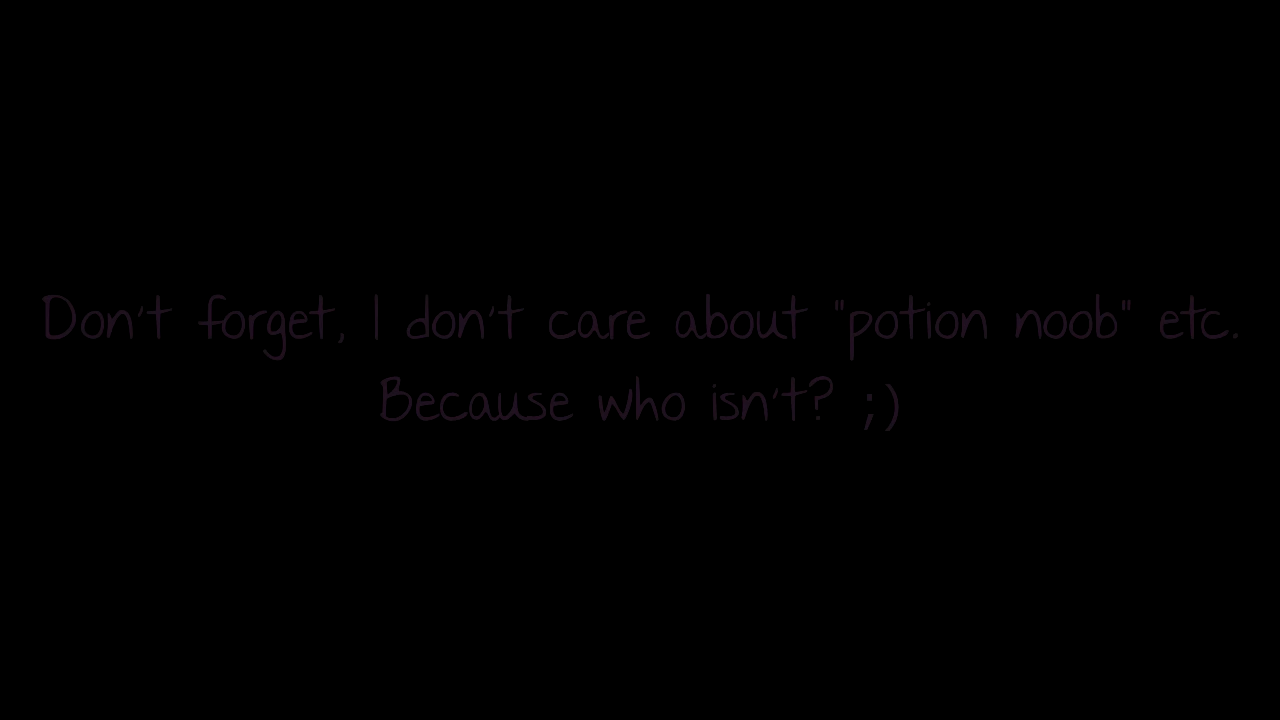 Don't forget, I don't care about "potion noob" etc.
Because who isn't? ;)